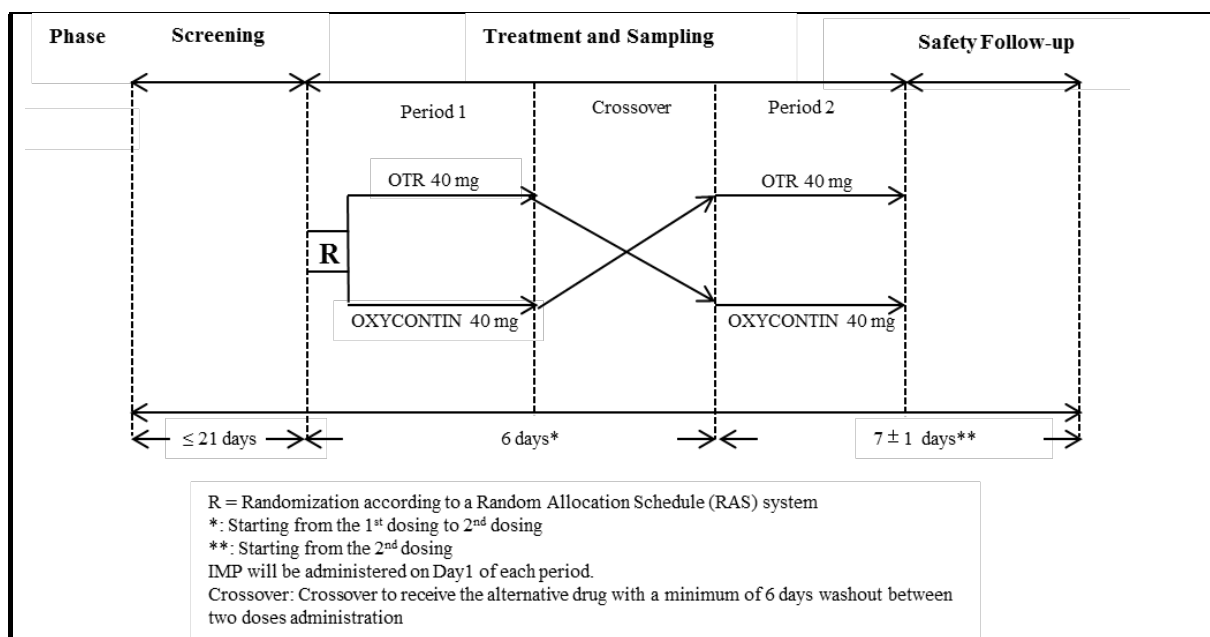 Phase Screening Treatment and Sampling Safety Follow-up
Period 1 Crossover Period 2
OTR 40 mg OTR 40 mg
R
OXYCONTIN 40 mg OXYCONTIN 40 mg
≤ 21 days 6 days* 7 ± 1 days**
R = Randomization according to a Random Allocation Schedule (RAS) system
*: Starting from the 1st dosing to 2nd dosing
**: Starting from the 2nd dosing
IMP will be administered on Day1 of each period.
Crossover: Crossover to receive the alternative drug with a minimum of 6 days washout between
two doses administration